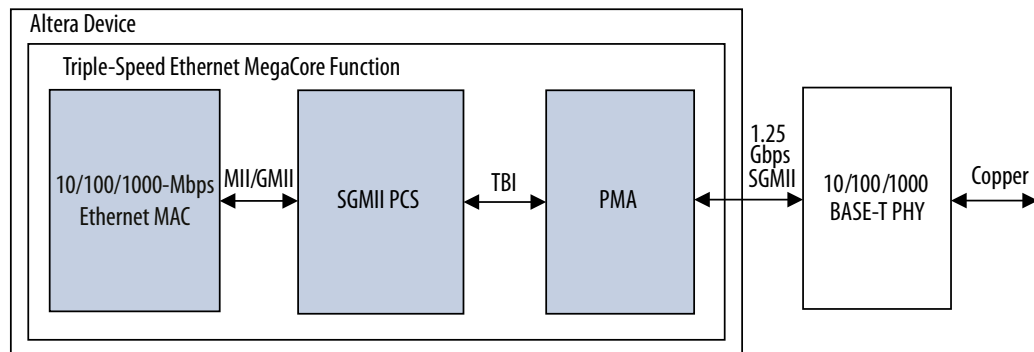 Altera Device
Triple-Speed Ethernet MegaCore Function
10/100/1000-Mbps
Ethernet MAC
MII/GMII
SGMII PCS
TBI
PMA
1.25
Gbps
SGMII
10/100/1000
BASE-T PHY
Copper